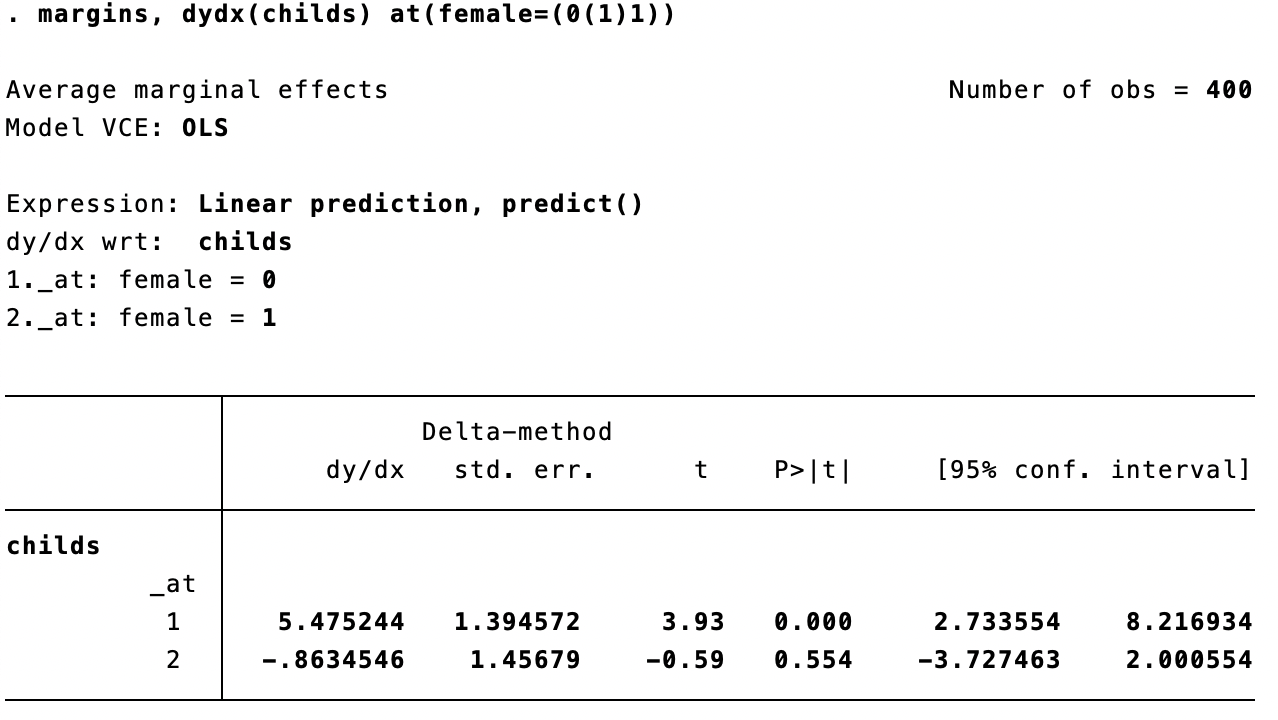 . margins, dydx(childs) at(female=(0(1)1))
Average marginal effects Number of obs = 400
Model VCE: OLS
Expression: Linear prediction, predict()
dy/dx wrt: childs
1._at: female = 0
2._at: female = 1
Delta-method
dy/dx std. err. t P>|t| [95% conf. interval]
childs
_at
1 5.475244 1.394572 3.93 0.000 2.733554 8.216934
2 -.8634546 1.45679 -0.59 0.554 -3.727463 2.000554